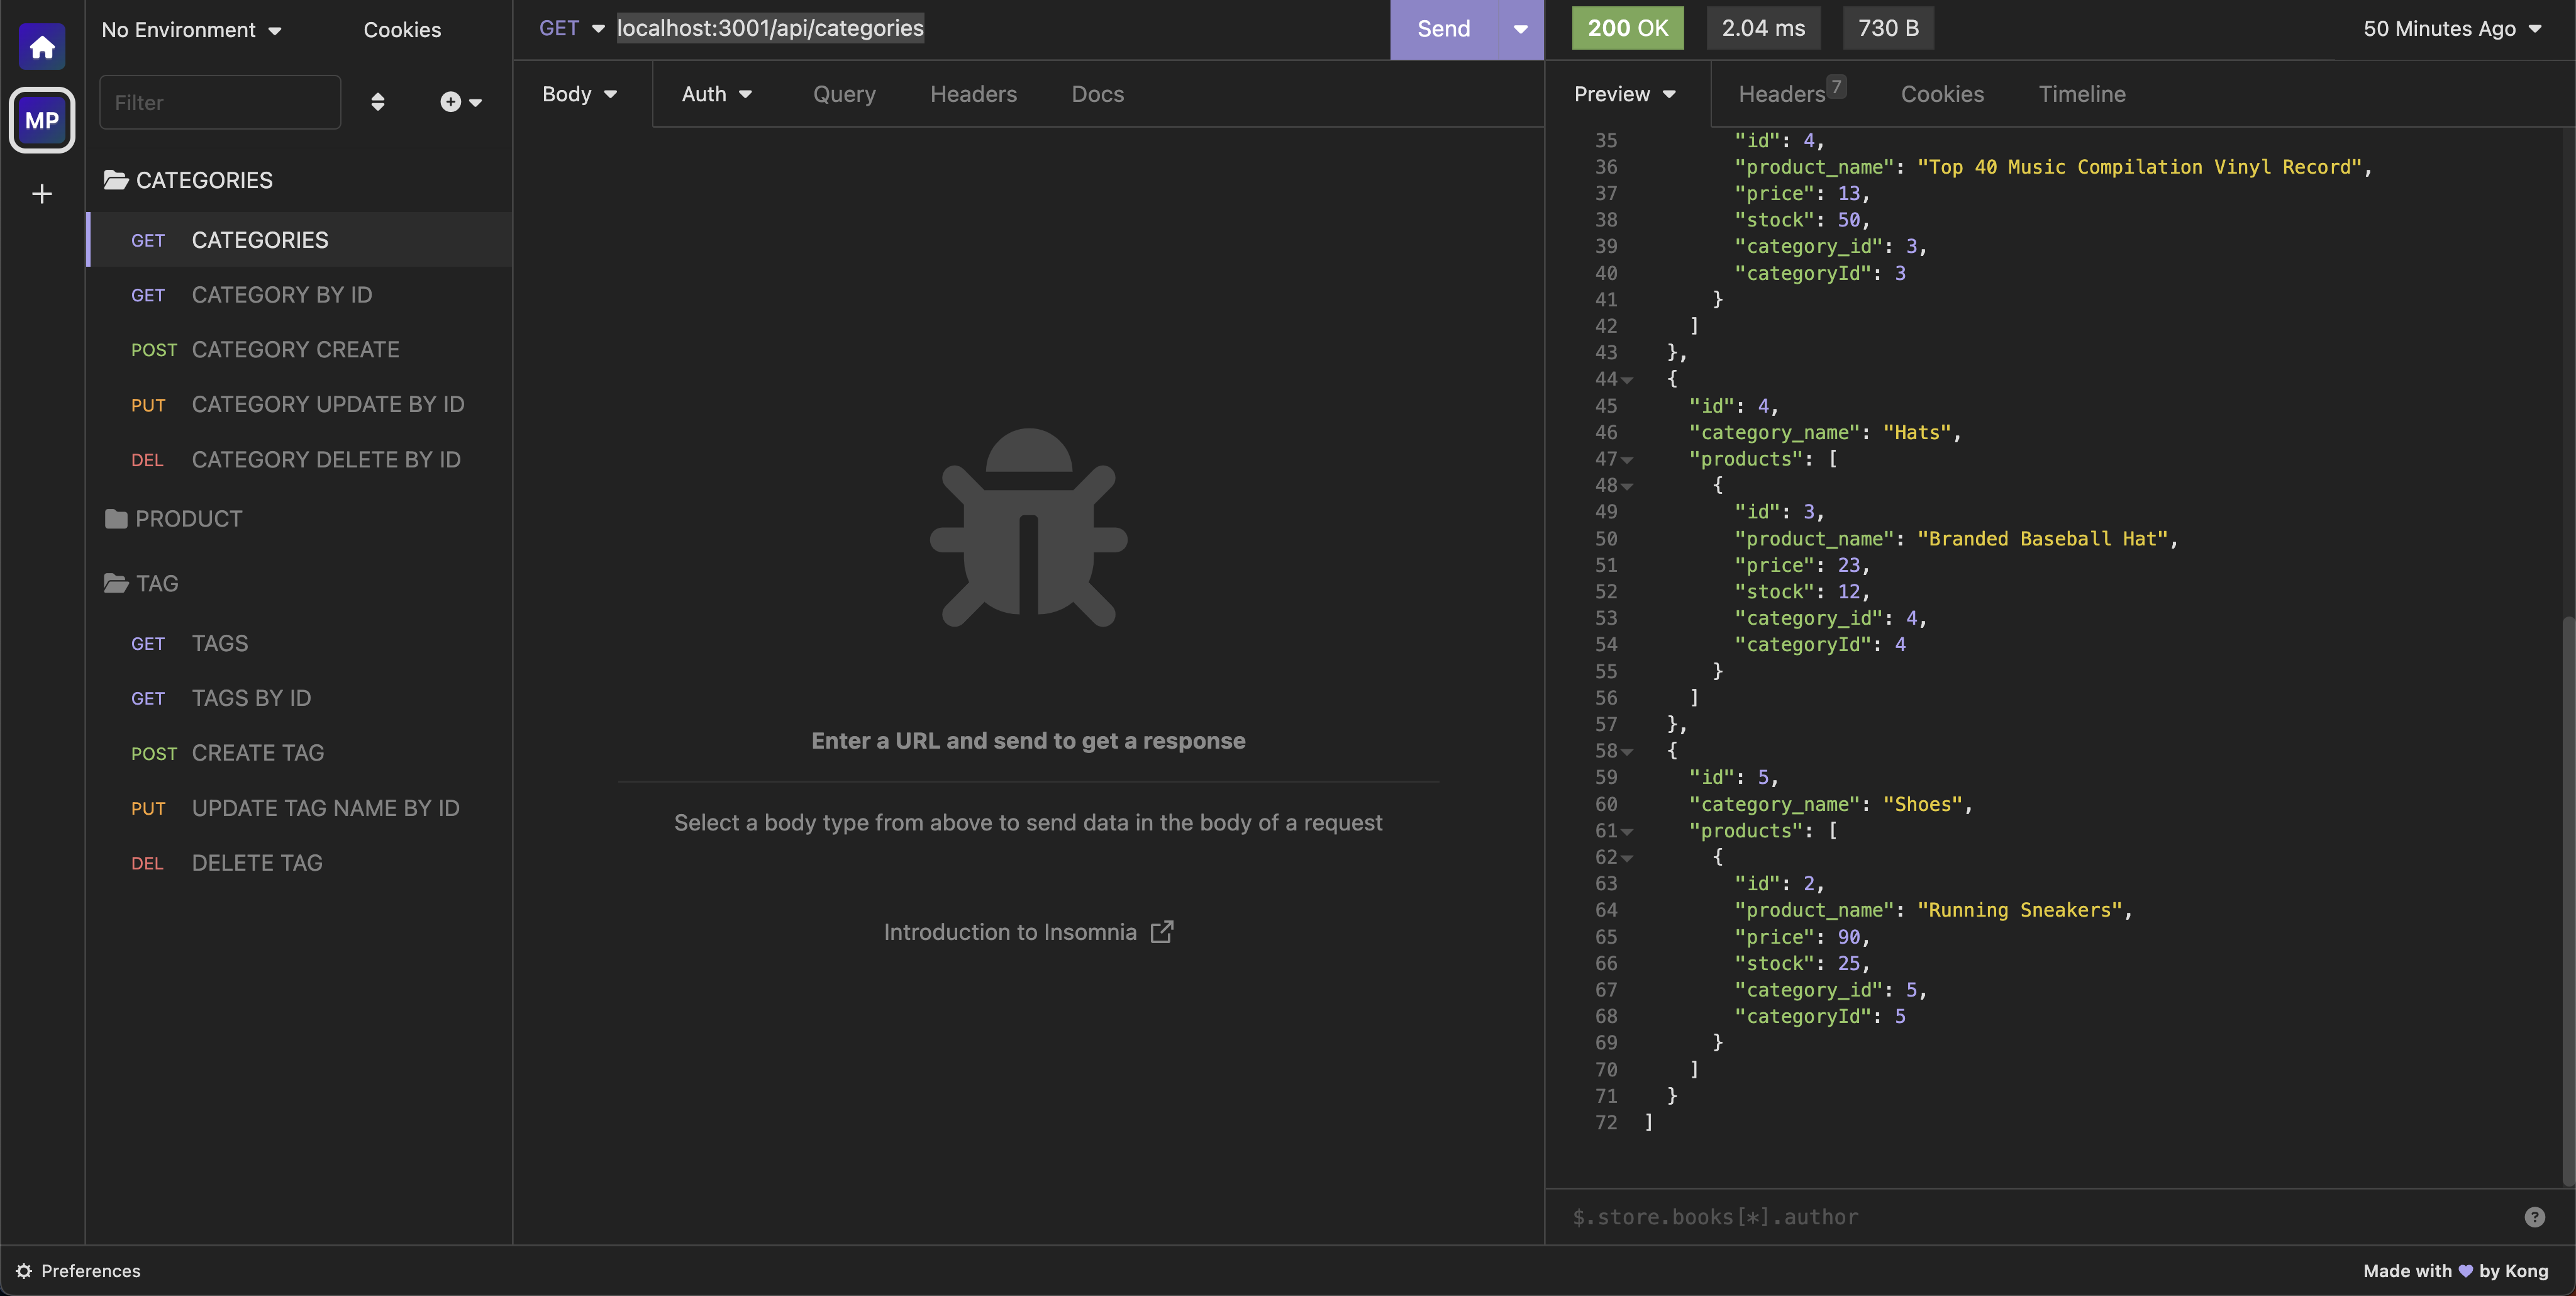 No Environment
Cookies
Filter
MP
CATEGORIES
GET CATEGORIES
GET CATEGORY BY ID
POST CATEGORY CREATE
PUT CATEGORY UPDATE BY ID
DEL CATEGORY DELETE BY ID
PRODUCT
TAG
GET TAGS
GET TAGS BY ID
POST CREATE TAG
PUT UPDATE TAG NAME BY ID
DEL DELETE TAG
GET localhost:3001/api/categories
Send
Body Auth Query Headers Docs
Enter a URL and send to get a response
Select a body type from above to send data in the body of a request
Introduction to Insomnia
200 OK 2.04 ms 730 B 50 Minutes Ago
Preview Headers 7 Cookies Timeline
35 "id": 4,
36 "product_name": "Top 40 Music Compilation Vinyl Record",
37 "price": 13,
38 "stock": 50,
39 "category_id": 3,
40 "categoryId": 3
41 }
42 ]
43 },
44 {
45 "id": 4,
46 "category_name": "Hats",
47 "products": [
48 {
49 "id": 3,
50 "product_name": "Branded Baseball Hat",
51 "price": 23,
52 "stock": 12,
53 "category_id": 4,
54 "categoryId": 4
55 }
56 ]
57 },
58 {
59 "id": 5,
60 "category_name": "Shoes",
61 "products": [
62 {
63 "id": 2,
64 "product_name": "Running Sneakers",
65 "price": 90,
66 "stock": 25,
67 "category_id": 5,
68 "categoryId": 5
69 }
70 ]
71 }
72 ]
$.store.books[*].author
?
Preferences
Made with 💜 by Kong